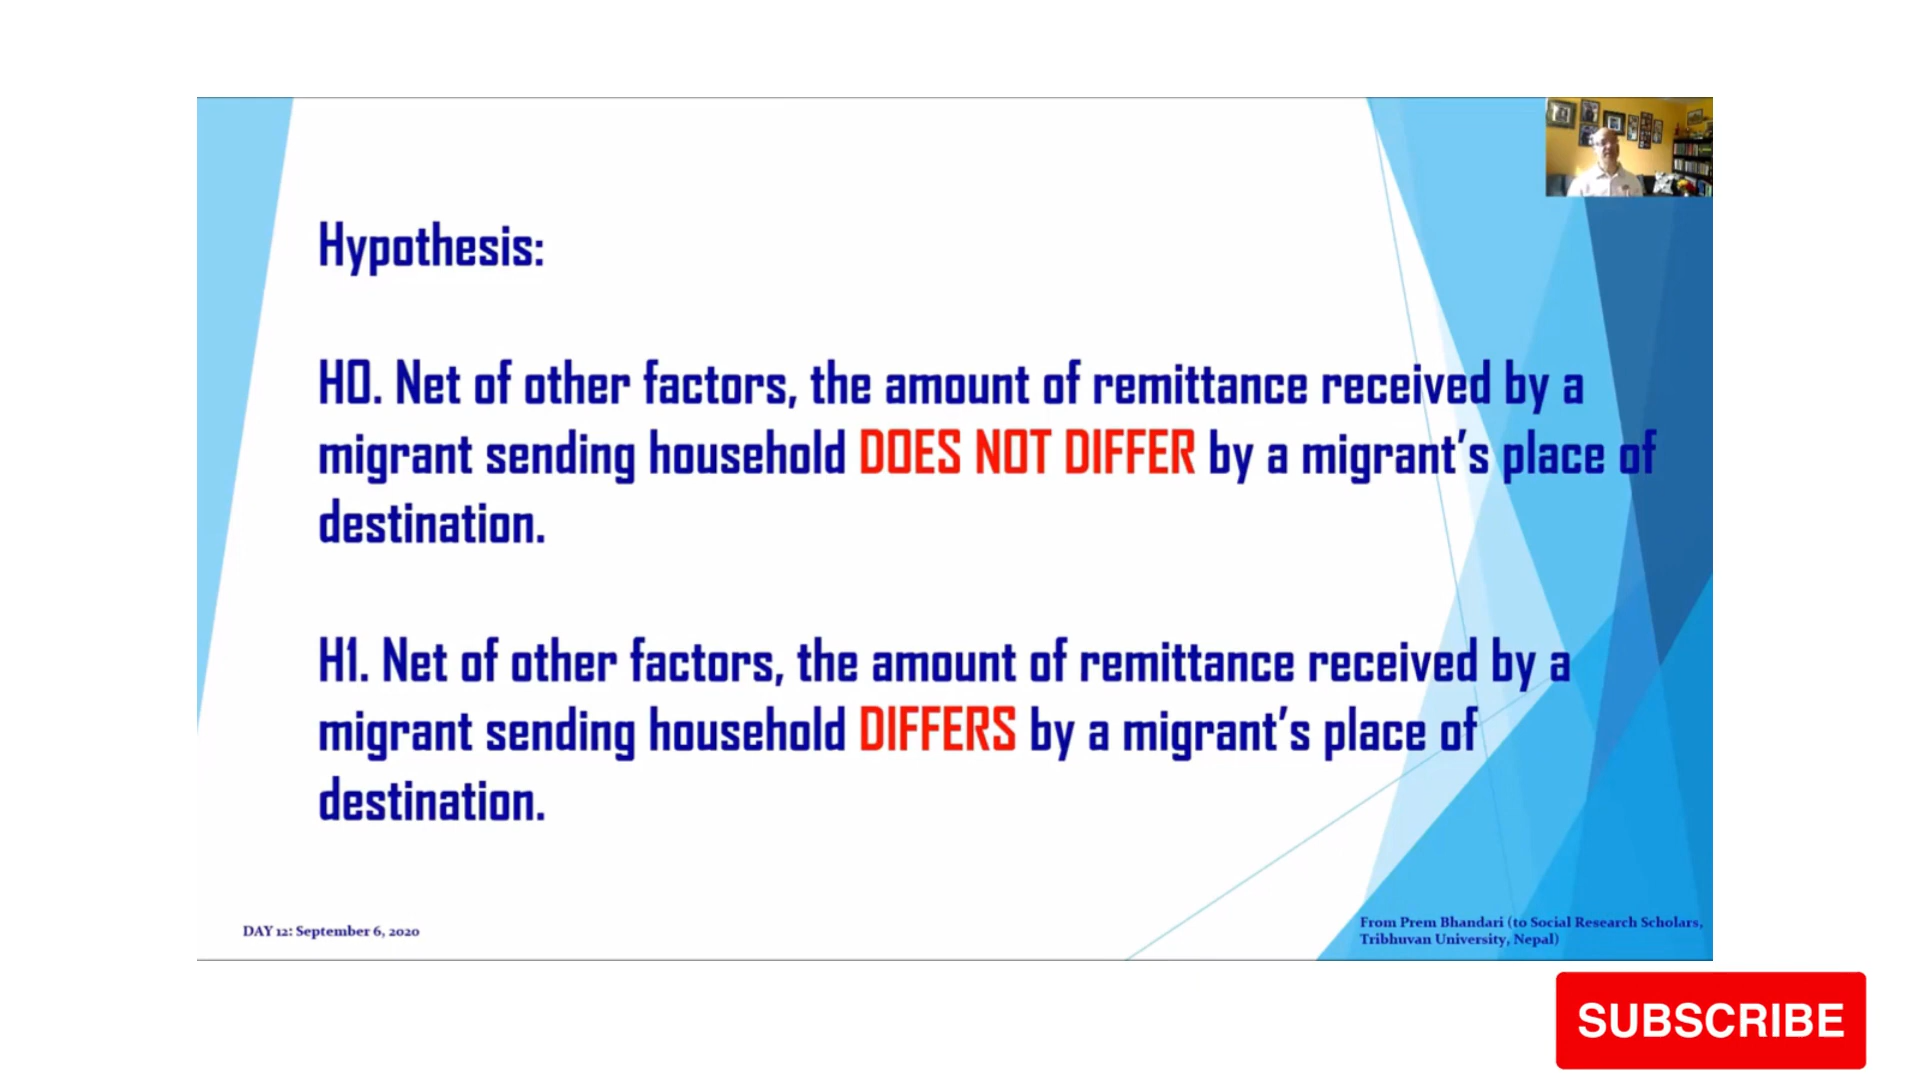 Hypothesis:
H0. Net of other factors, the amount of remittance received by a
migrant sending household DOES NOT DIFFER by a migrant's place of
destination.
H1. Net of other factors, the amount of remittance received by a
migrant sending household DIFFERS by a migrant's place of
destination.
DAY 12: September 6, 2020
From Prem Bhandari (to Social Research Scholars,
Tribhuvan University, Nepal)
SUBSCRIBE